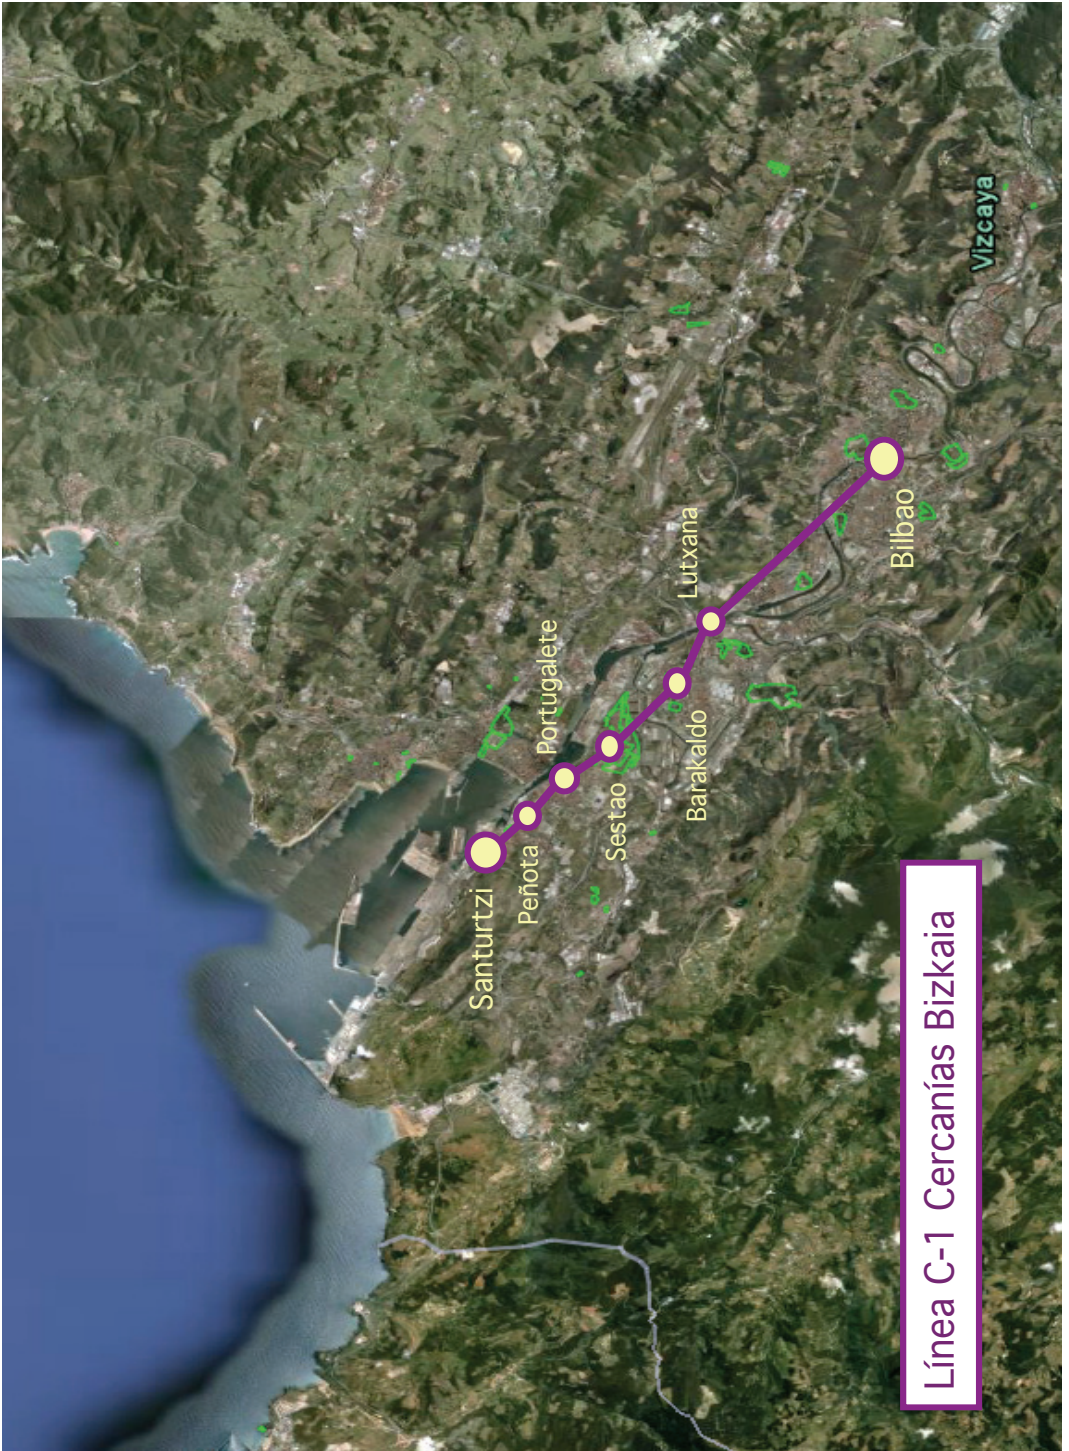 Santurtzi
Peñota
Portugalete
Sestao
Barakaldo
Lutxana
Bilbao
Vizcaya
Línea C-1 Cercanías Bizkaia